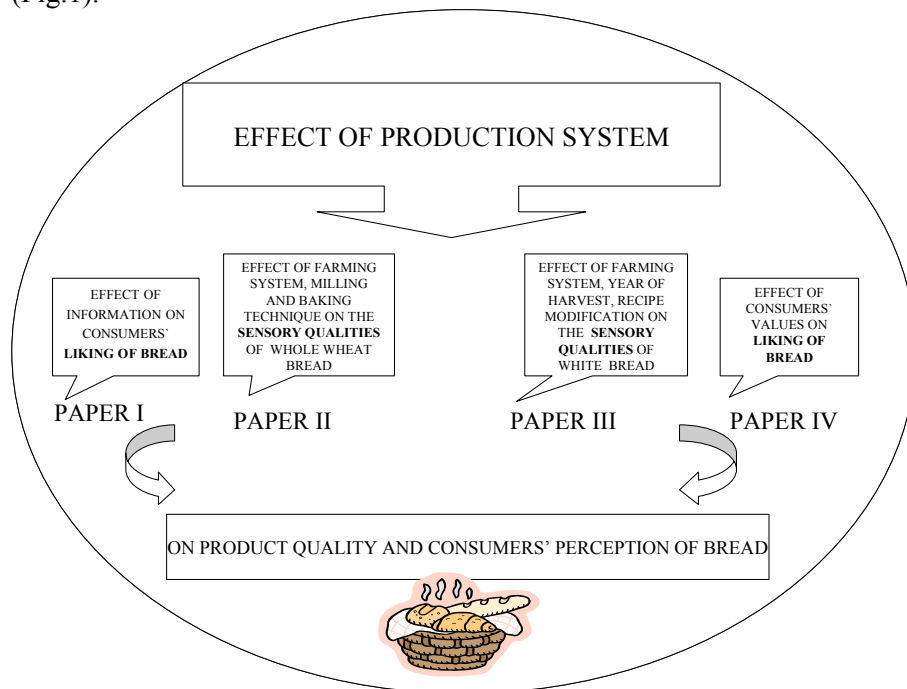 (Fig.1).
EFFECT OF PRODUCTION SYSTEM
EFFECT OF
INFORMATION ON
CONSUMERS`
LIKING OF BREAD
EFFECT OF FARMING
SYSTEM, MILLING
AND BAKING
TECHNIQUE ON THE
SENSORY QUALITIES
OF WHOLE WHEAT
BREAD
EFFECT OF FARMING
SYSTEM, YEAR OF
HARVEST, RECIPE
MODIFICATION ON
THE SENSORY
QUALITIES OF
WHITE BREAD
EFFECT OF
CONSUMERS`
VALUES ON
LIKING OF
BREAD
PAPER I
PAPER II
PAPER III
PAPER IV
ON PRODUCT QUALITY AND CONSUMERS’ PERCEPTION OF BREAD